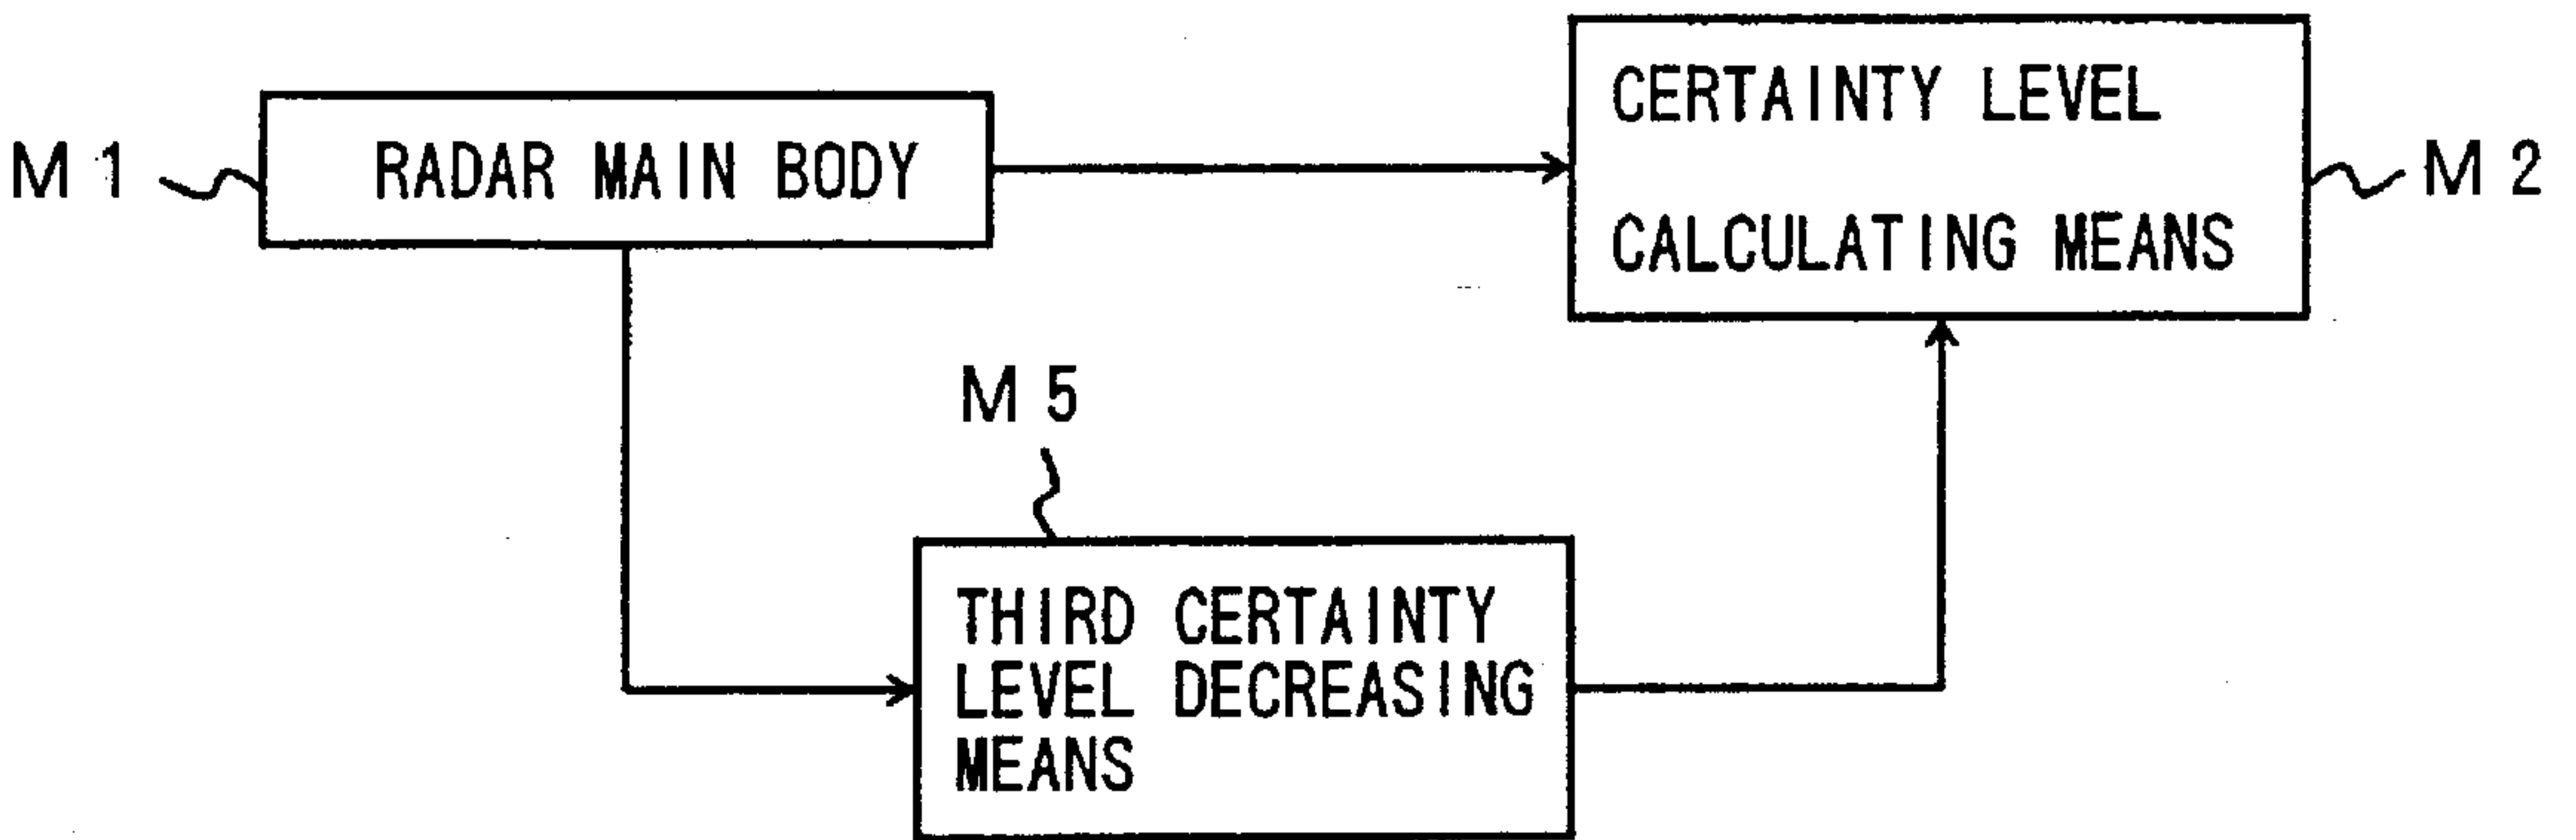 M1
RADAR MAIN BODY
CERTAINTY LEVEL
CALCULATING MEANS
M2
M5
THIRD CERTAINTY
LEVEL DECREASING
MEANS